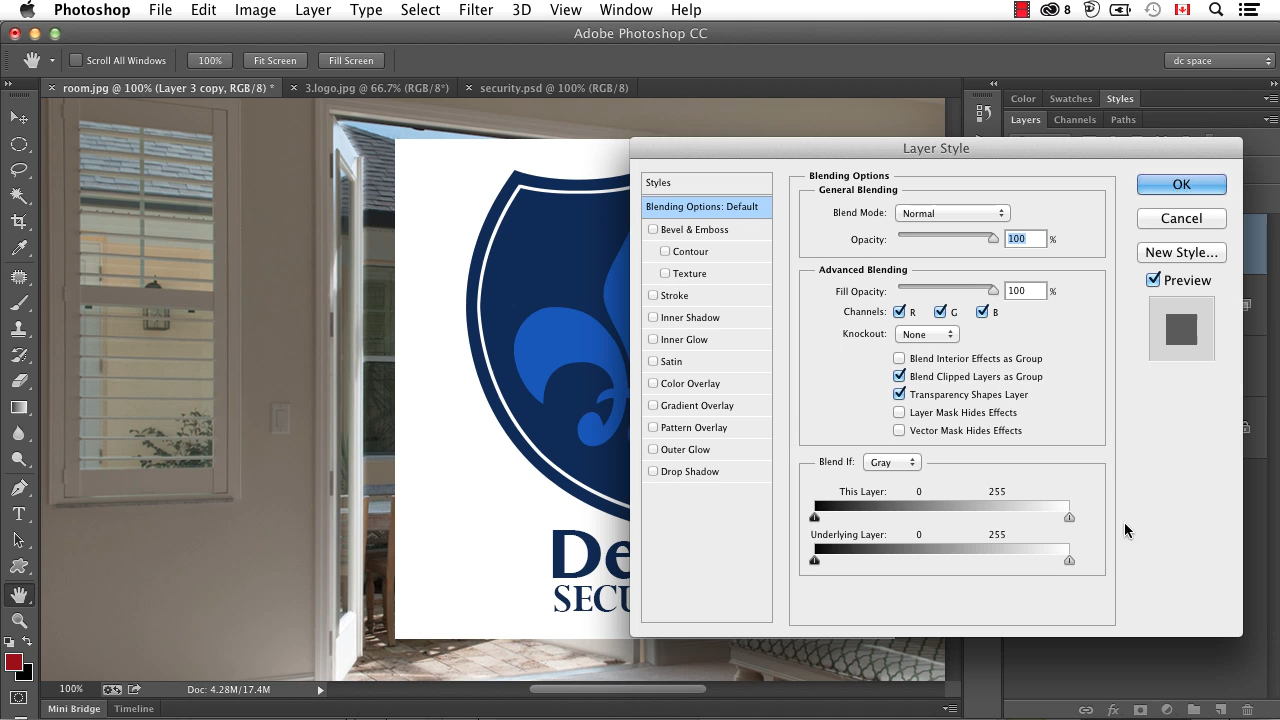 Photoshop File Edit Image Layer Type Select Filter 3D View Window Help 8
Adobe Photoshop CC
Scroll All Windows 100% Fit Screen Fill Screen dc space
room.jpg @ 100% (Layer 3 copy, RGB/8) * 3.logo.jpg @ 66.7% (RGB/8*) security.psd @ 100% (RGB/8)
Color Swatches Styles
Layers Channels Paths
Layer Style
Styles
Blending Options: Default
Bevel & Emboss
Contour
Texture
Stroke
Inner Shadow
Inner Glow
Satin
Color Overlay
Gradient Overlay
Pattern Overlay
Outer Glow
Drop Shadow
Blending Options
General Blending
Blend Mode: Normal
Opacity: 100 %
Advanced Blending
Fill Opacity: 100 %
Channels: R G B
Knockout: None
Blend Interior Effects as Group
Blend Clipped Layers as Group
Transparency Shapes Layer
Layer Mask Hides Effects
Vector Mask Hides Effects
Blend If: Gray
This Layer: 0 255
Underlying Layer: 0 255
OK
Cancel
New Style...
Preview
De
SECU
100% Doc: 4.28M/17.4M
Mini Bridge Timeline